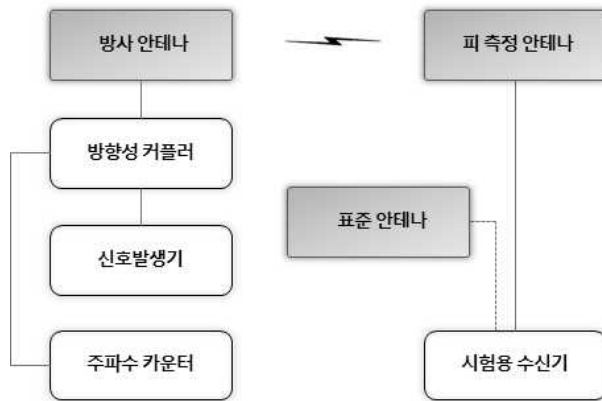 방사 안테나
피 측정 안테나
방향성 커플러
표준 안테나
신호발생기
주파수 카운터
시험용 수신기